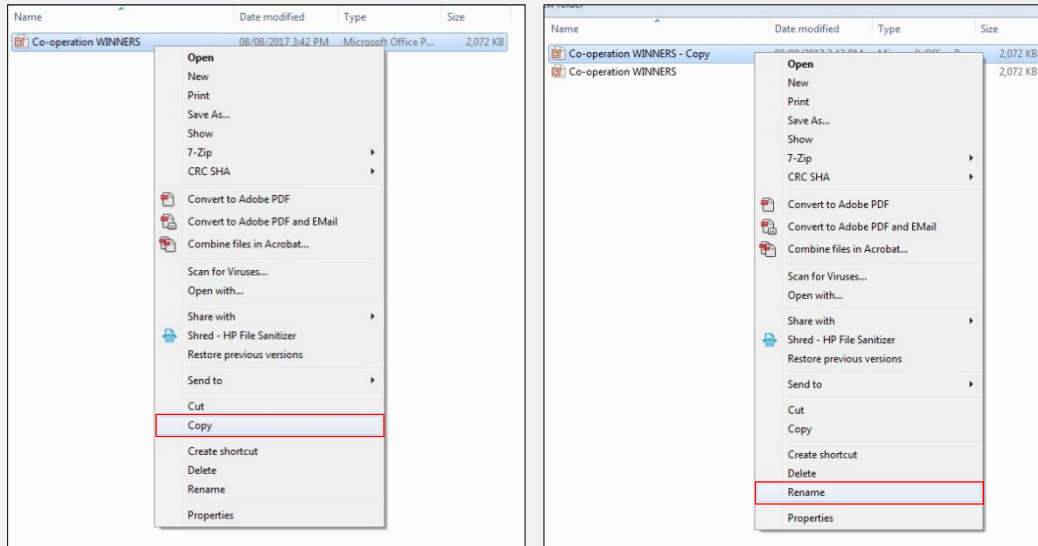 Name Date modified Type Size
Co-operation WINNERS 08/08/2017 3:42 PM Microsoft Office P... 2,072 KB
Open
New
Print
Save As...
Show
7-Zip
CRC SHA
Convert to Adobe PDF
Convert to Adobe PDF and EMail
Combine files in Acrobat...
Scan for Viruses...
Open with...
Share with
Shred - HP File Sanitizer
Restore previous versions
Send to
Cut
Copy
Create shortcut
Delete
Rename
Properties
Name Date modified Type Size
Co-operation WINNERS - Copy 2,072 KB
Co-operation WINNERS 2,072 KB
Open
New
Print
Save As...
Show
7-Zip
CRC SHA
Convert to Adobe PDF
Convert to Adobe PDF and EMail
Combine files in Acrobat...
Scan for Viruses...
Open with...
Share with
Shred - HP File Sanitizer
Restore previous versions
Send to
Cut
Copy
Create shortcut
Delete
Rename
Properties